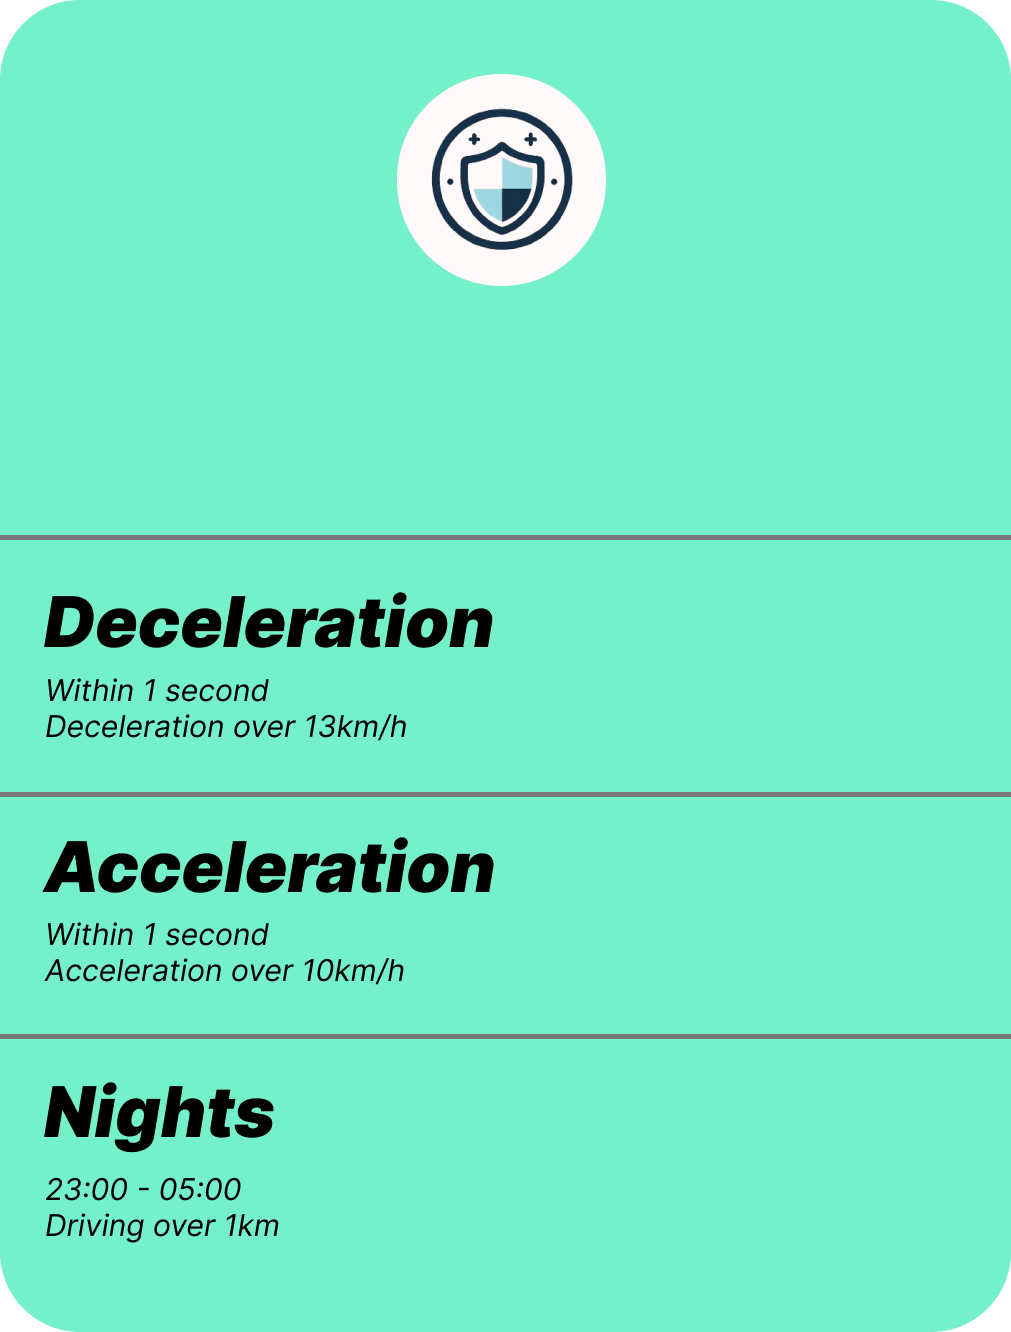 Deceleration
Within 1 second
Deceleration over 13km/h
Acceleration
Within 1 second
Acceleration over 10km/h
Nights
23:00 - 05:00
Driving over 1km